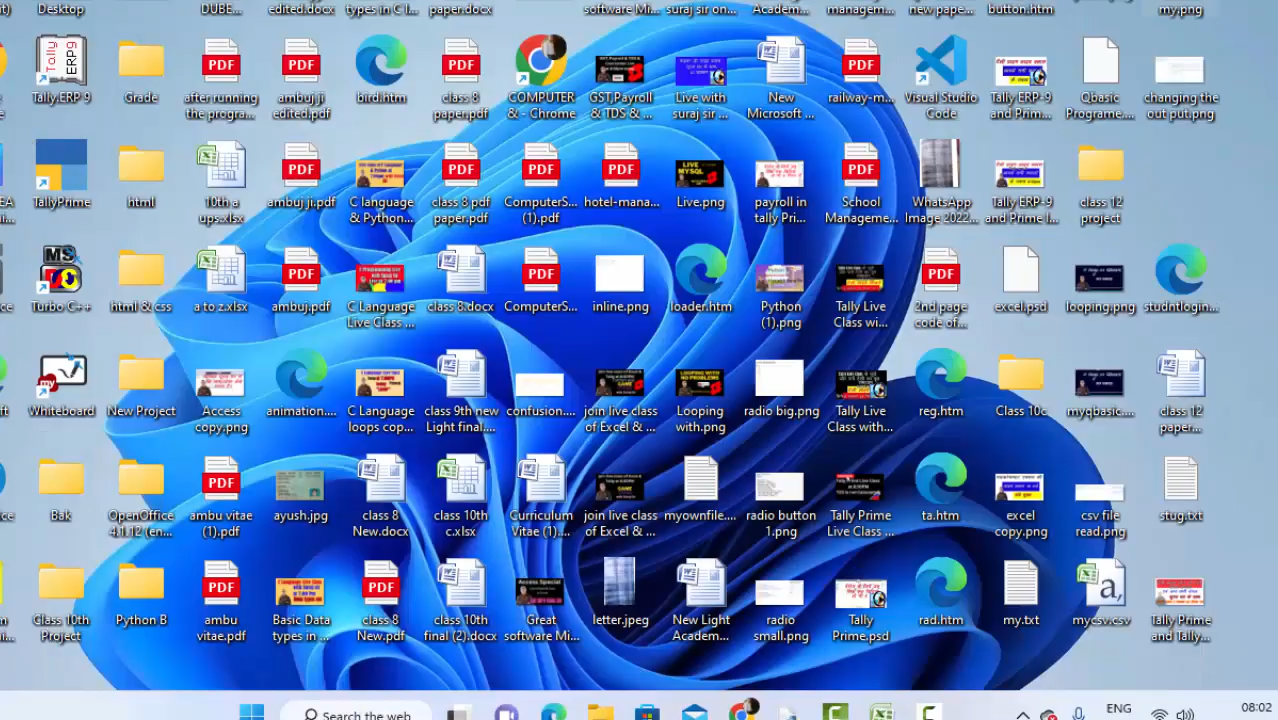 Desktop
DUBE...
edited.docx
types in C l...
paper.docx
software Mi...
suraj sir on...
Academ...
managem...
new pape...
button.htm
my.png
Tally.ERP 9
Grade
after running
the progra...
ambuj ji
edited.pdf
bird.htm
class 8
paper.pdf
COMPUTER
& - Chrome
GST,Payroll
& TDS & ...
Live with
suraj sir ...
New
Microsoft ...
railway-m...
Visual Studio
Code
Tally ERP-9
and Prim...
Qbasic
Programe....
changing the
out put.png
TallyPrime
html
10th a
ups.xlsx
ambuj ji.pdf
C language
& Python...
class 8 pdf
paper.pdf
ComputerS...
(1).pdf
hotel-mana...
Live.png
payroll in
tally Pri...
School
Manageme...
WhatsApp
Image 2022...
Tally ERP-9
and Prime l...
class 12
project
Turbo C++
html & css
a to z.xlsx
ambuj.pdf
C Language
Live Class ...
class 8.docx
ComputerS...
inline.png
loader.htm
Python
(1).png
Tally Live
Class wi...
2nd page
code of...
excel.psd
looping.png
studntlogin...
Whiteboard
New Project
Access
copy.png
animation....
C Language
loops cop...
class 9th new
Light final....
confusion....
join live class
of Excel & ...
Looping
with.png
radio big.png
Tally Live
Class with...
reg.htm
Class 10c
myqbasic....
class 12
paper...
Bak
OpenOffice
4.1.12 (en...
ambu vitae
(1).pdf
ayush.jpg
class 8
New.docx
class 10th
c.xlsx
Curriculum
Vitae (1)....
join live class
of Excel & ...
myownfile....
radio button
1.png
Tally Prime
Live Class ...
ta.htm
excel
copy.png
csv file
read.png
stug.txt
Class 10th
Project
Python B
ambu
vitae.pdf
Basic Data
types in ...
class 8
New.pdf
class 10th
final (2).docx
Great
software Mi...
letter.jpeg
New Light
Academ...
radio
small.png
Tally
Prime.psd
rad.htm
my.txt
mycsv.csv
Tally Prime
and Tally...
Search the web
ENG
08:02